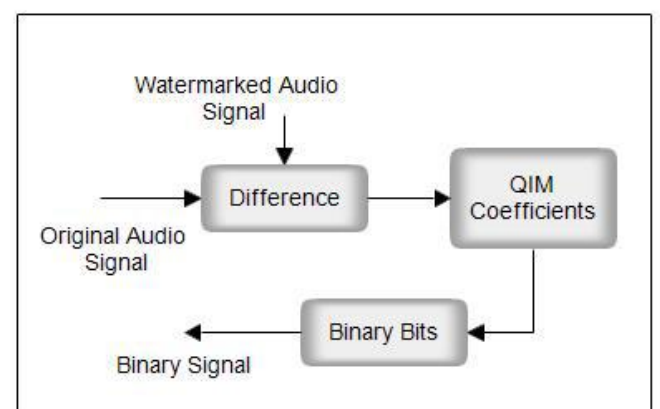 Watermarked Audio
Signal
Difference
QIM
Coefficients
Original Audio
Signal
Binary Bits
Binary Signal